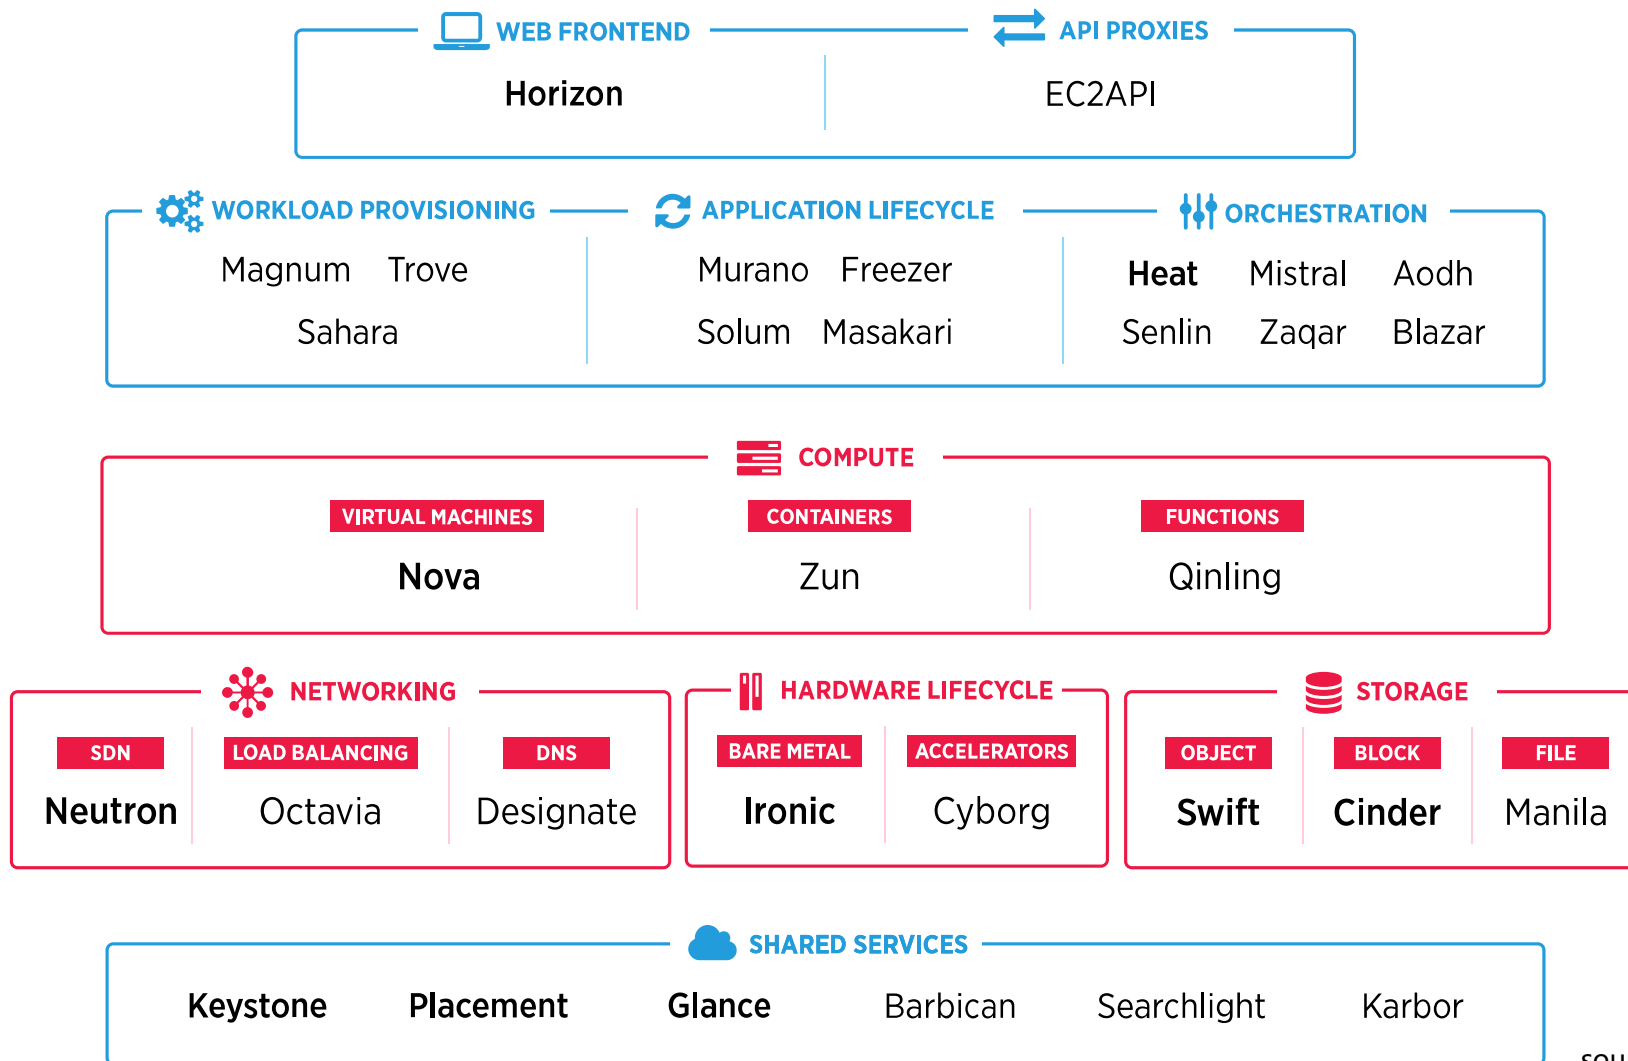 WEB FRONTEND API PROXIES
Horizon EC2API
WORKLOAD PROVISIONING APPLICATION LIFECYCLE ORCHESTRATION
Magnum Trove Murano Freezer Heat Mistral Aodh
Sahara Solum Masakari Senlin Zaqar Blazar
COMPUTE
VIRTUAL MACHINES CONTAINERS FUNCTIONS
Nova Zun Qinling
NETWORKING HARDWARE LIFECYCLE STORAGE
SDN LOAD BALANCING DNS BARE METAL ACCELERATORS OBJECT BLOCK FILE
Neutron Octavia Designate Ironic Cyborg Swift Cinder Manila
SHARED SERVICES
Keystone Placement Glance Barbican Searchlight Karbor